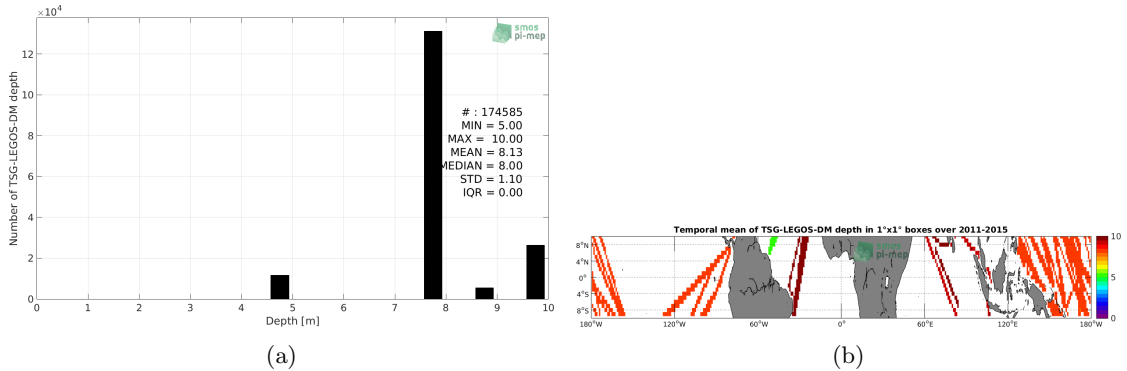 ×10⁴
smos
pi-mep
12
10
8
6
4
2
0
Number of TSG-LEGOS-DM depth
# : 174585
MIN = 5.00
MAX = 10.00
MEAN = 8.13
MEDIAN = 8.00
STD = 1.10
IQR = 0.00
0 1 2 3 4 5 6 7 8 9 10
Depth [m]
(a)
Temporal mean of TSG-LEGOS-DM depth in 1°x1° boxes over 2011-2015
smos
pi-mep
8°N
4°N
0°
4°S
8°S
180°W 120°W 60°W 0° 60°E 120°E 180°W
10
5
0
(b)